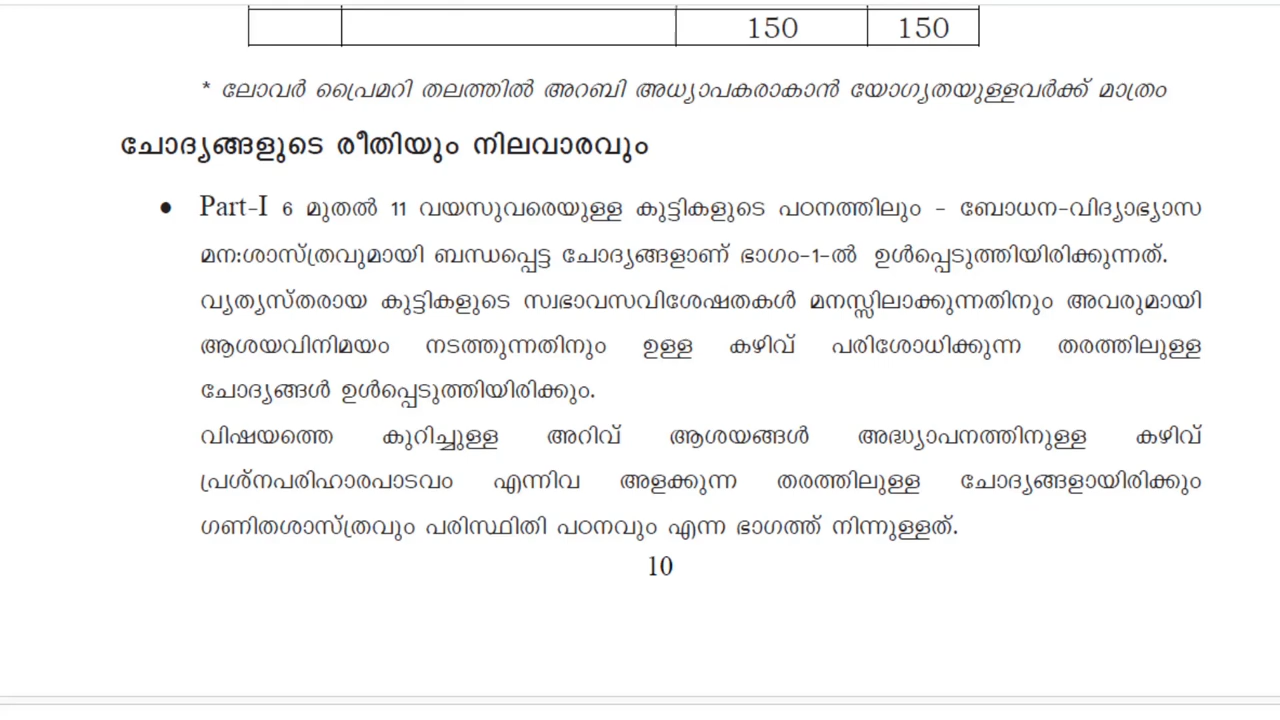 150 150
* ലോവർ പ്രൈമറി തലത്തിൽ അറബി അധ്യാപകരാകാൻ യോഗ്യതയുള്ളവർക്ക് മാത്രം
ചോദ്യങ്ങളുടെ രീതിയും നിലവാരവും
• Part-I 6 മുതൽ 11 വയസുവരെയുള്ള കുട്ടികളുടെ പഠനത്തിലും - ബോധന-വിദ്യാഭ്യാസ
മന:ശാസ്ത്രവുമായി ബന്ധപ്പെട്ട ചോദ്യങ്ങളാണ് ഭാഗം-1-ൽ ഉൾപ്പെടുത്തിയിരിക്കുന്നത്.
വ്യത്യസ്തരായ കുട്ടികളുടെ സ്വഭാവസവിശേഷതകൾ മനസ്സിലാക്കുന്നതിനും അവരുമായി
ആശയവിനിമയം നടത്തുന്നതിനും ഉള്ള കഴിവ് പരിശോധിക്കുന്ന തരത്തിലുള്ള
ചോദ്യങ്ങൾ ഉൾപ്പെടുത്തിയിരിക്കും.
വിഷയത്തെ കുറിച്ചുള്ള അറിവ് ആശയങ്ങൾ അദ്ധ്യാപനത്തിനുള്ള കഴിവ്
പ്രശ്നപരിഹാരപാടവം എന്നിവ അളക്കുന്ന തരത്തിലുള്ള ചോദ്യങ്ങളായിരിക്കും
ഗണിതശാസ്ത്രവും പരിസ്ഥിതി പഠനവും എന്ന ഭാഗത്ത് നിന്നുള്ളത്.
10